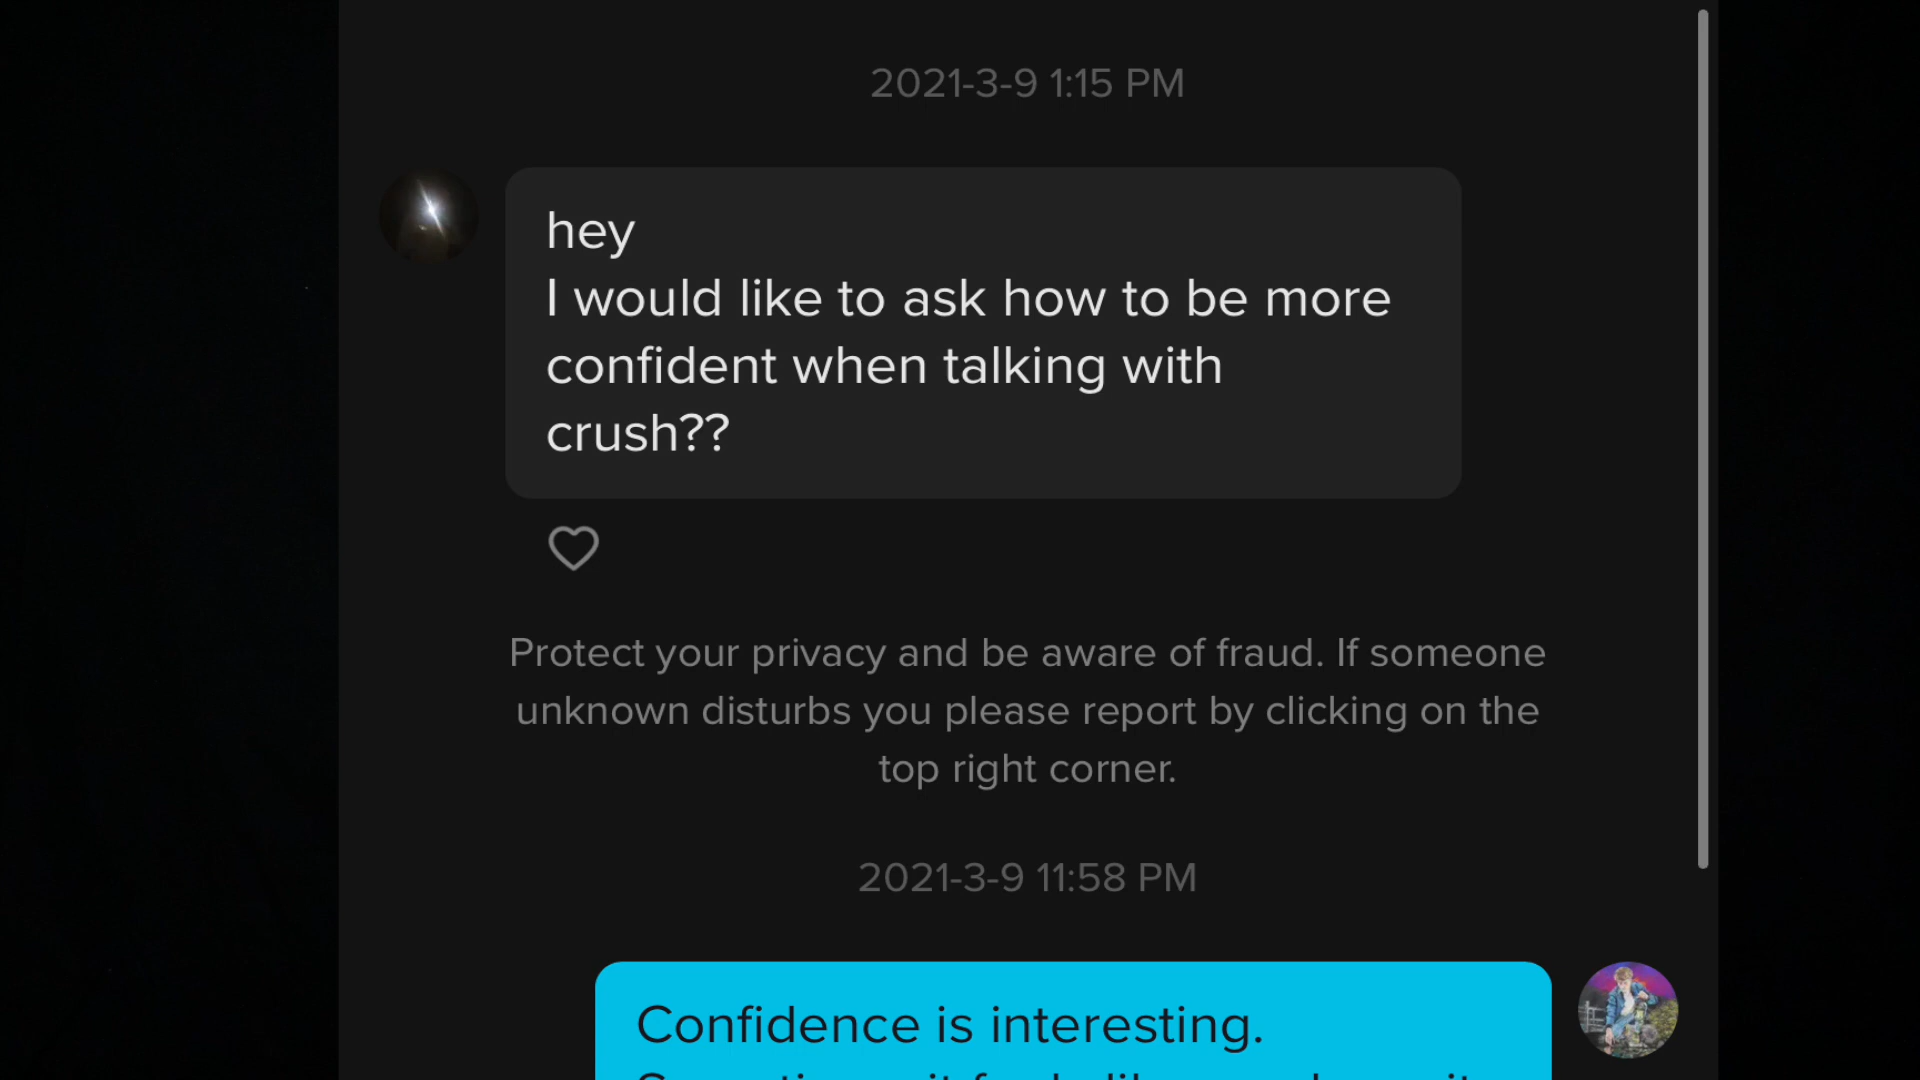 2021-3-9 1:15 PM
hey
I would like to ask how to be more
confident when talking with
crush??
Protect your privacy and be aware of fraud. If someone
unknown disturbs you please report by clicking on the
top right corner.
2021-3-9 11:58 PM
Confidence is interesting.